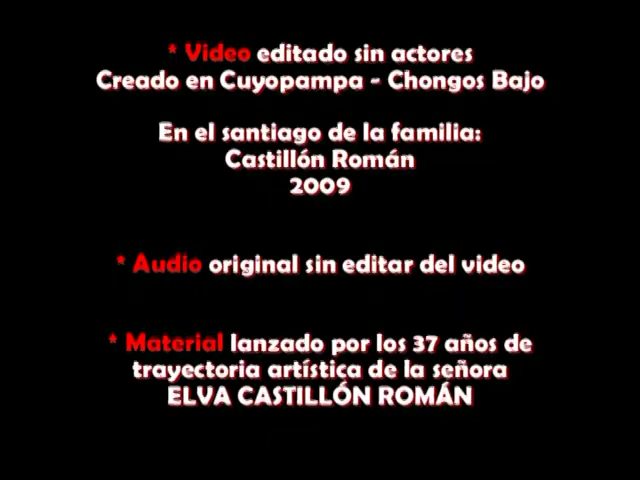 * Video editado sin actores
Creado en Cuyopampa - Chongos Bajo
En el santiago de la familia:
Castillón Román
2009
* Audio original sin editar del video
* Material lanzado por los 37 años de
trayectoria artística de la señora
ELVA CASTILLÓN ROMÁN